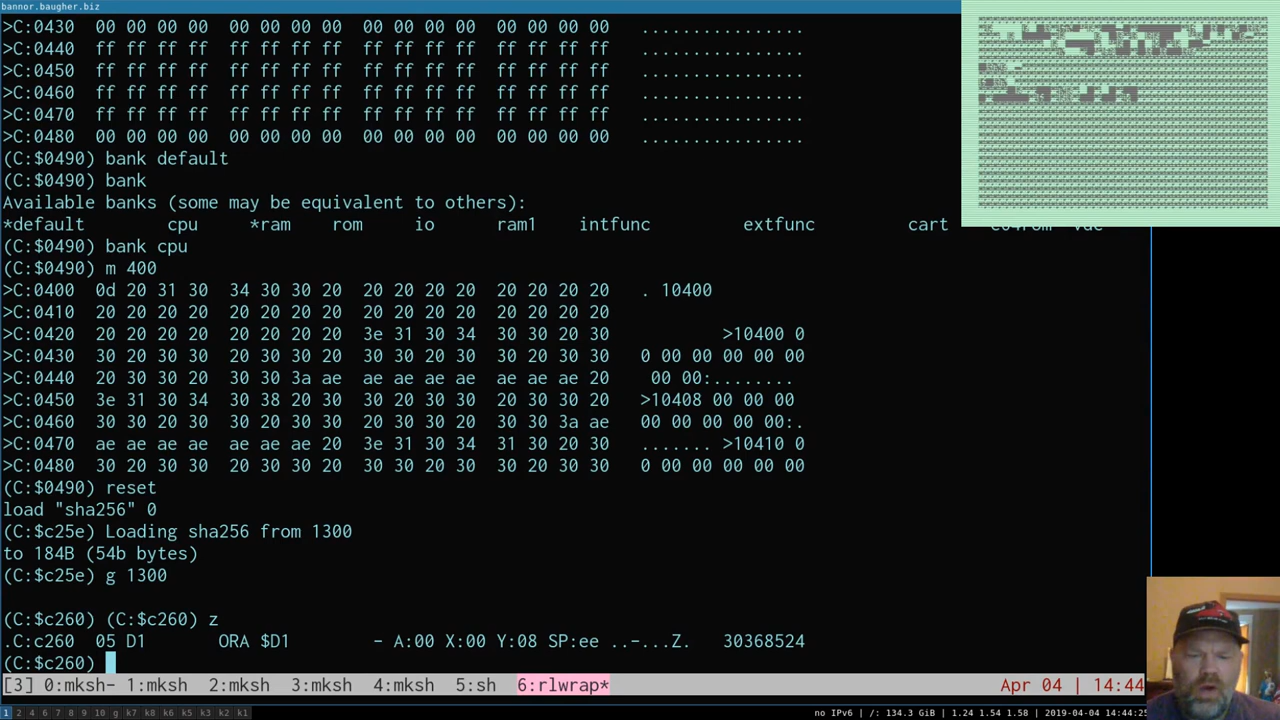 bannor.baugher.biz
>C:0430  00 00 00 00  00 00 00 00  00 00 00 00  00 00 00 00   ................
>C:0440  ff ff ff ff  ff ff ff ff  ff ff ff ff  ff ff ff ff   ................
>C:0450  ff ff ff ff  ff ff ff ff  ff ff ff ff  ff ff ff ff   ................
>C:0460  ff ff ff ff  ff ff ff ff  ff ff ff ff  ff ff ff ff   ................
>C:0470  ff ff ff ff  ff ff ff ff  ff ff ff ff  ff ff ff ff   ................
>C:0480  00 00 00 00  00 00 00 00  00 00 00 00  00 00 00 00   ................
(C:$0490) bank default
(C:$0490) bank
Available banks (some may be equivalent to others):
*default cpu *ram rom io ram1 intfunc extfunc cart
(C:$0490) bank cpu
(C:$0490) m 400
>C:0400  0d 20 31 30  34 30 30 20  20 20 20 20  20 20 20 20   . 10400
>C:0410  20 20 20 20  20 20 20 20  20 20 20 20  20 20 20 20
>C:0420  20 20 20 20  20 20 20 20  3e 31 30 34  30 30 20 30           >10400 0
>C:0430  30 20 30 30  20 30 30 20  30 30 20 30  30 20 30 30   0 00 00 00 00 00
>C:0440  20 30 30 20  30 30 3a ae  ae ae ae ae  ae ae ae 20    00 00:........
>C:0450  3e 31 30 34  30 38 20 30  30 20 30 30  20 30 30 20   >10408 00 00 00
>C:0460  30 30 20 30  30 20 30 30  20 30 30 20  30 30 3a ae   00 00 00 00 00:.
>C:0470  ae ae ae ae  ae ae ae 20  3e 31 30 34  31 30 20 30   ....... >10410 0
>C:0480  30 20 30 30  20 30 30 20  30 30 20 30  30 20 30 30   0 00 00 00 00 00
(C:$0490) reset
load "sha256" 0
(C:$c25e) Loading sha256 from 1300
to 184B (54b bytes)
(C:$c25e) g 1300
(C:$c260) (C:$c260) z
.C:c260  05 D1       ORA $D1        - A:00 X:00 Y:08 SP:ee ..-...Z.   30368524
(C:$c260)
[3] 0:mksh- 1:mksh 2:mksh 3:mksh 4:mksh 5:sh 6:rlwrap* Apr 04 | 14:44
1 2 4 5 6 7 8 9 10 g k7 k8 k6 k5 k3 k2 k1 no IPv6 | /: 134.3 GiB | 1.24 1.54 1.58 | 2019-04-04 14:44:25